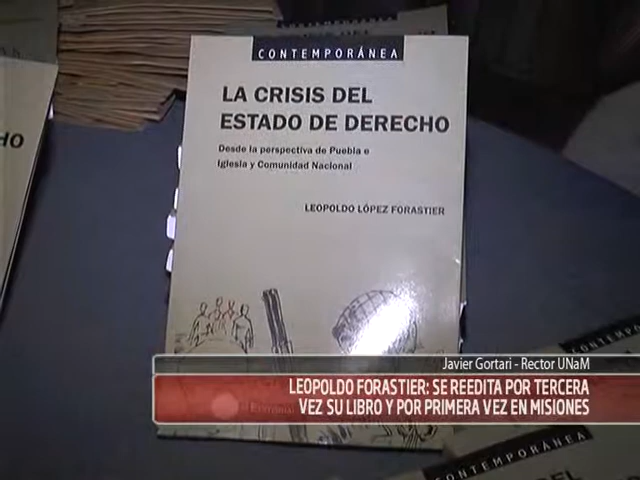 CONTEMPORÁNEA
LA CRISIS DEL
ESTADO DE DERECHO
Desde la perspectiva de Puebla e
Iglesia y Comunidad Nacional
LEOPOLDO LÓPEZ FORASTIER
HO
Javier Gortari - Rector UNaM
LEOPOLDO FORASTIER: SE REEDITA POR TERCERA
VEZ SU LIBRO Y POR PRIMERA VEZ EN MISIONES
CONTEMPORÁNEA